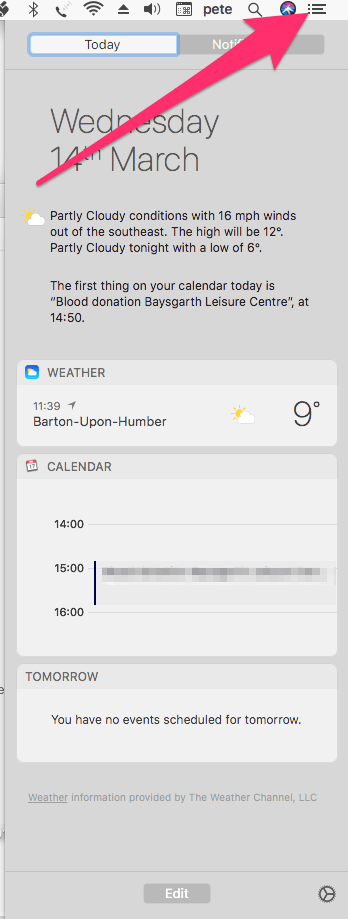 pete
Today
Wednesday
14th March
Partly Cloudy conditions with 16 mph winds
out of the southeast. The high will be 12°.
Partly Cloudy tonight with a low of 6°.
The first thing on your calendar today is
“Blood donation Baysgarth Leisure Centre”, at
14:50.
WEATHER
11:39
Barton-Upon-Humber
9°
17
CALENDAR
14:00
15:00
16:00
TOMORROW
You have no events scheduled for tomorrow.
Weather information provided by The Weather Channel, LLC
Edit